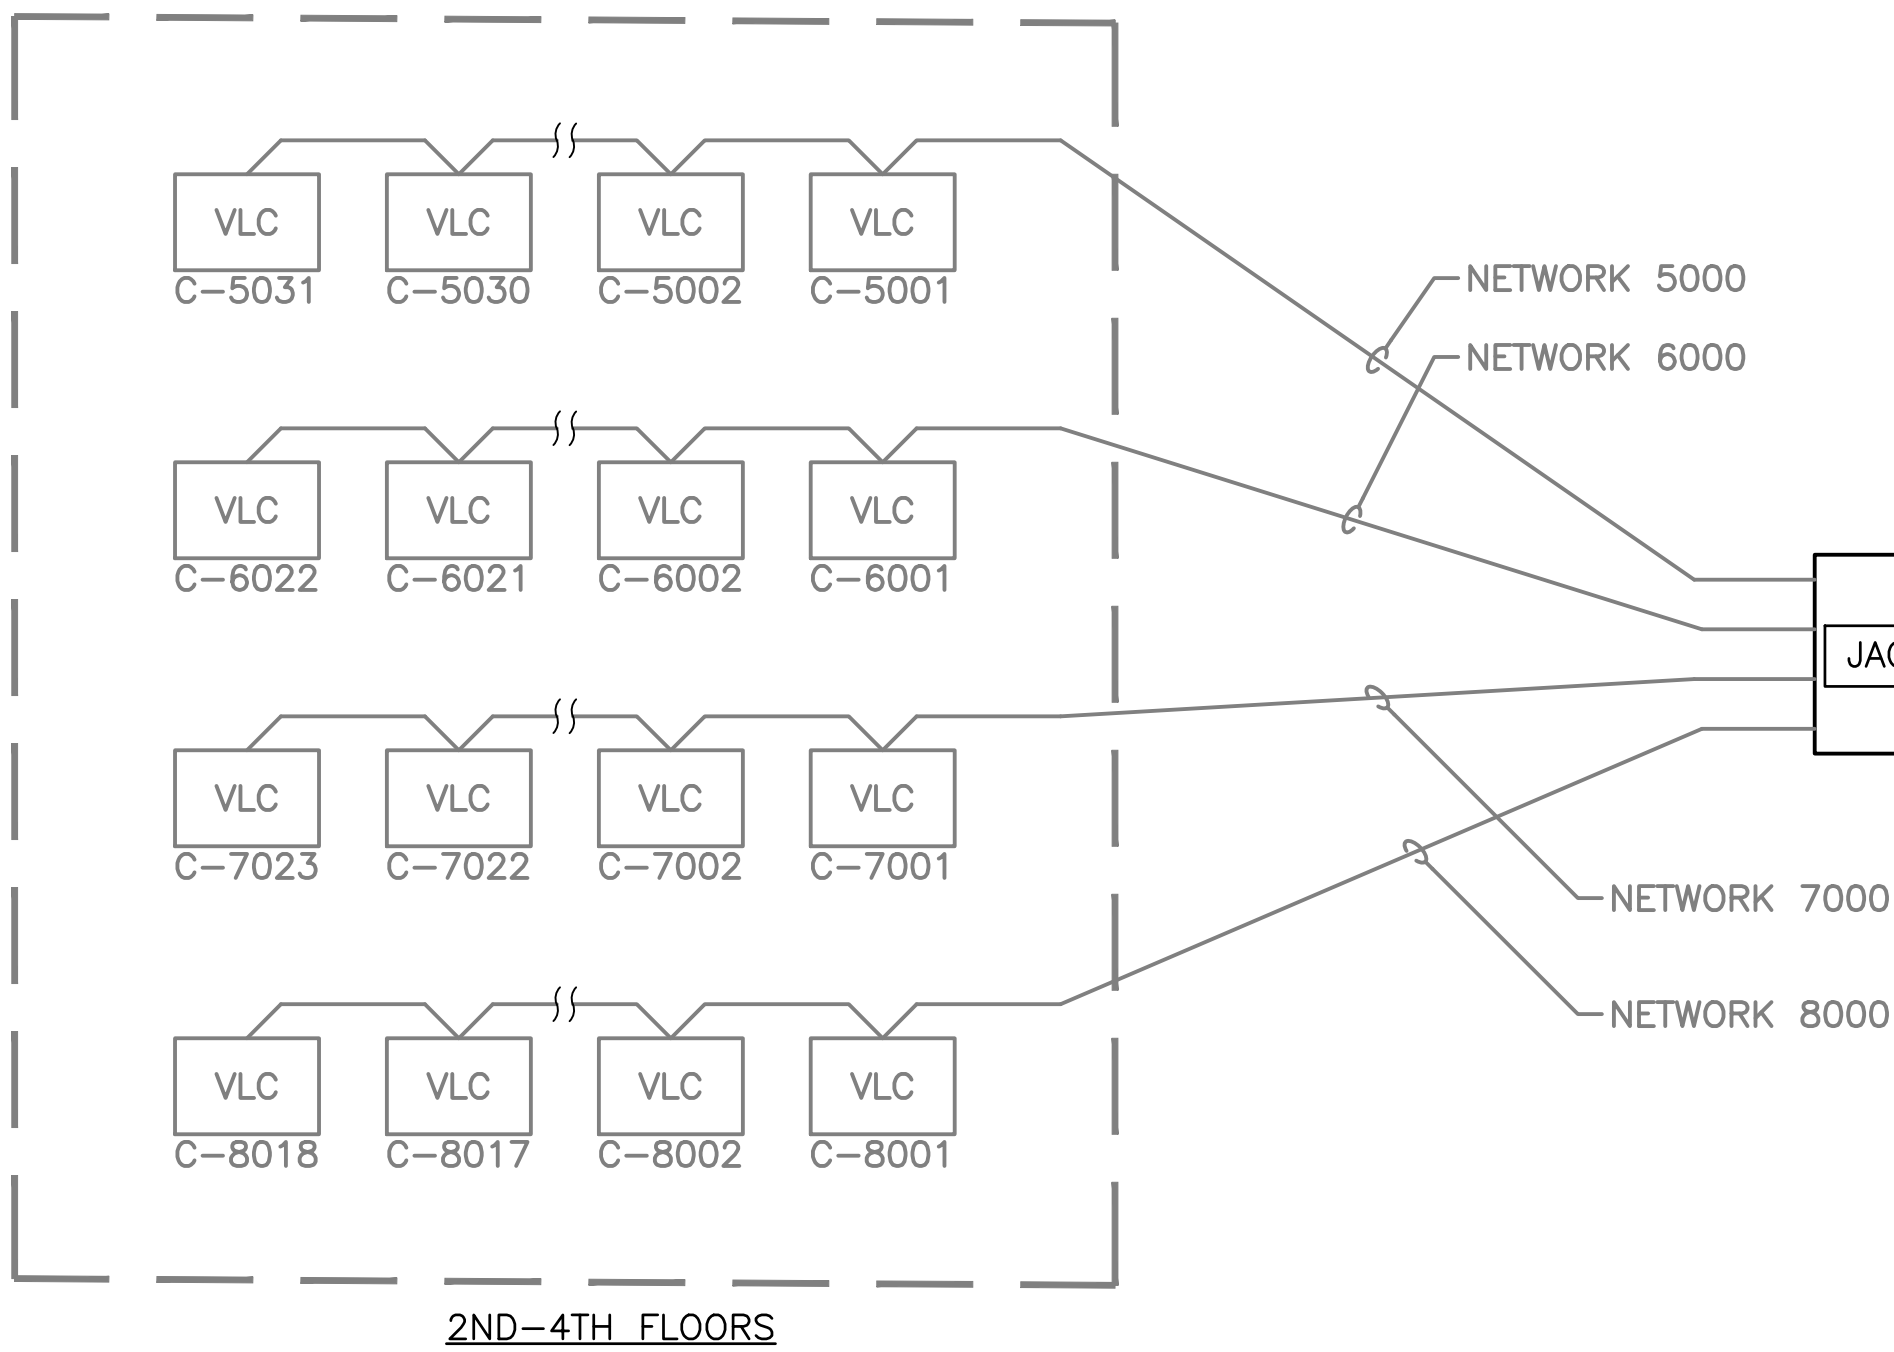 VLC VLC VLC VLC
C-5031 C-5030 C-5002 C-5001
NETWORK 5000
NETWORK 6000
VLC VLC VLC VLC
C-6022 C-6021 C-6002 C-6001
VLC VLC VLC VLC
C-7023 C-7022 C-7002 C-7001
NETWORK 7000
NETWORK 8000
VLC VLC VLC VLC
C-8018 C-8017 C-8002 C-8001
2ND-4TH FLOORS